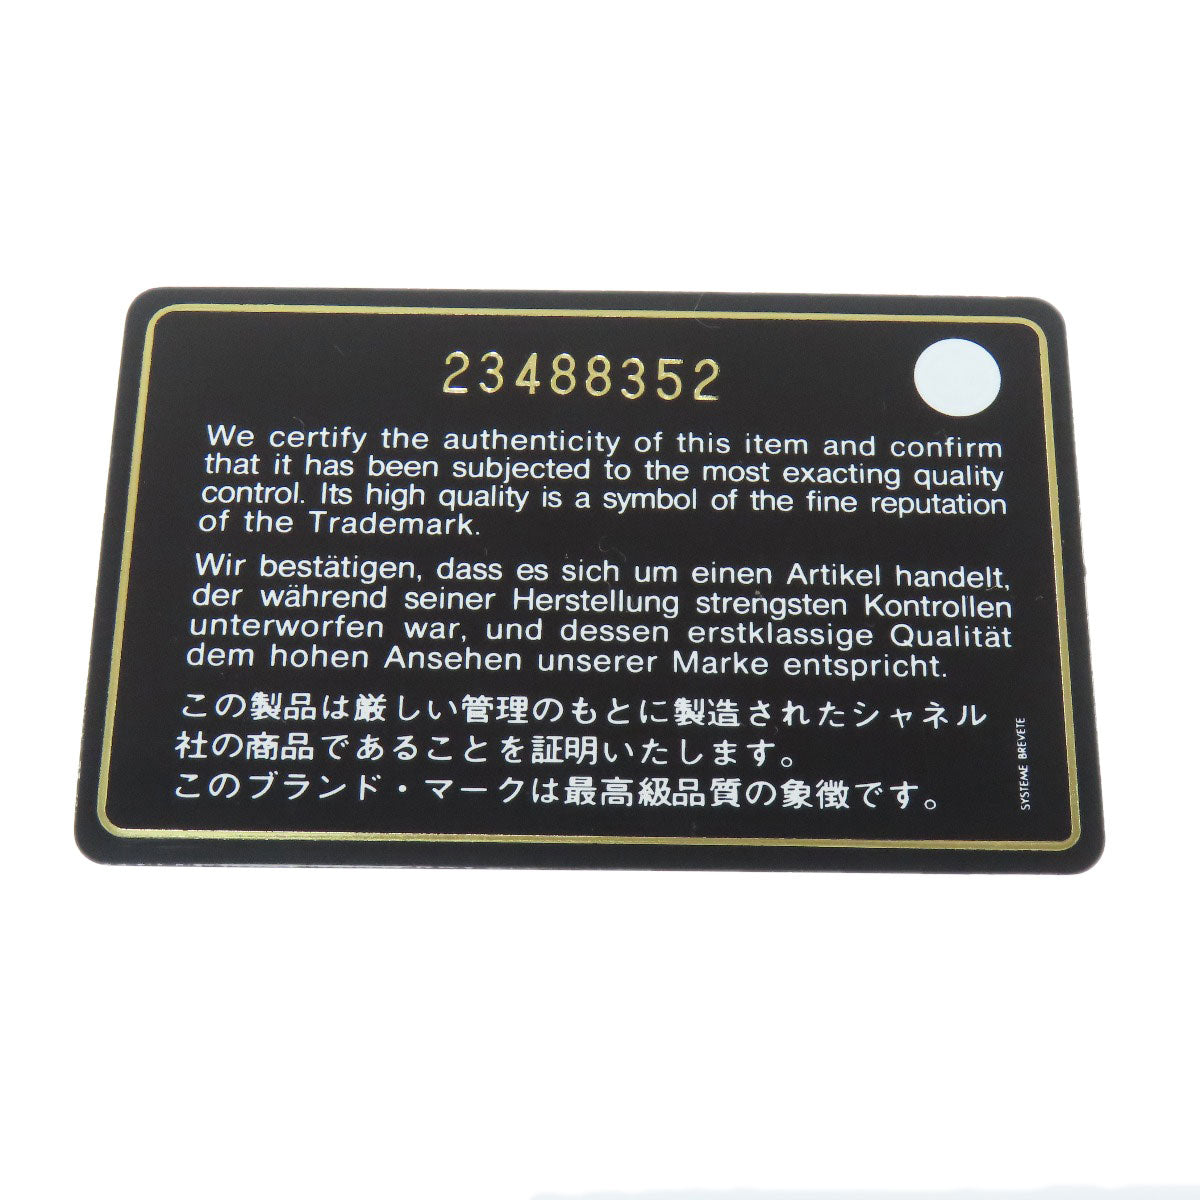 23488352
We certify the authenticity of this item and confirm
that it has been subjected to the most exacting quality
control. Its high quality is a symbol of the fine reputation
of the Trademark.
Wir bestätigen, dass es sich um einen Artikel handelt,
der während seiner Herstellung strengsten Kontrollen
unterworfen war, und dessen erstklassige Qualität
dem hohen Ansehen unserer Marke entspricht.
この製品は厳しい管理のもとに製造されたシャネル
社の商品であることを証明いたします。
このブランド・マークは最高級品質の象徴です。
SYSTEME BREVETE